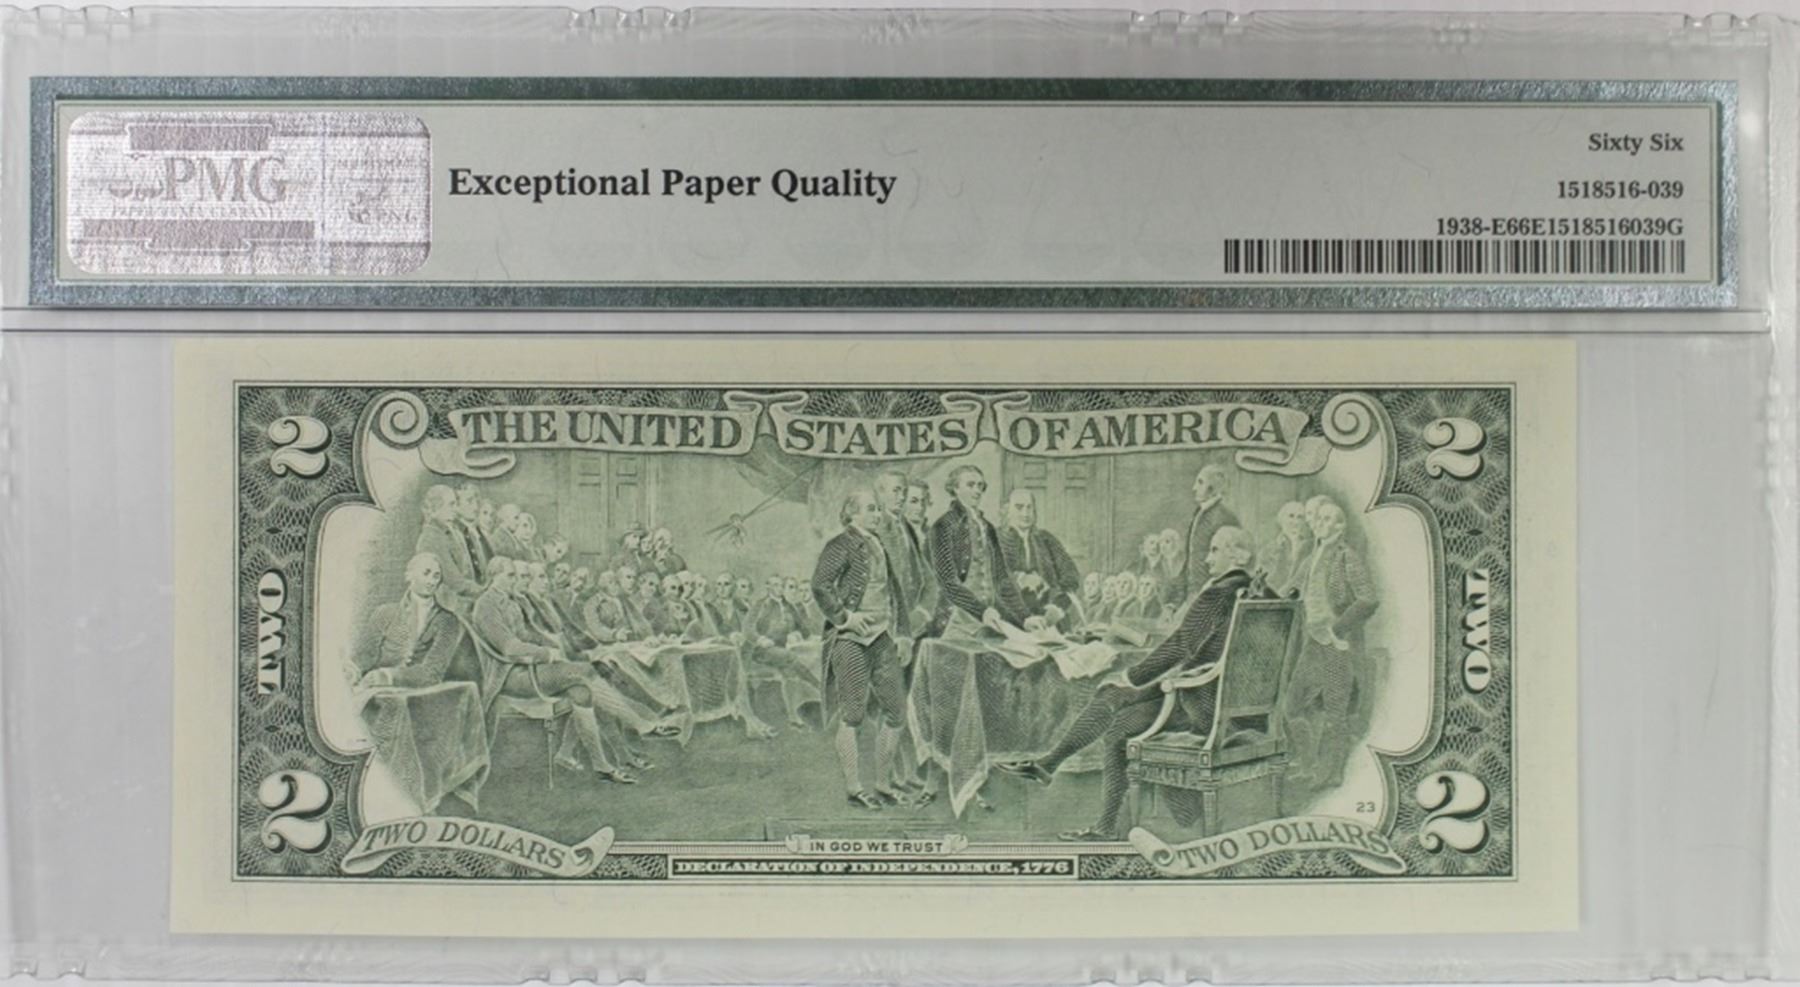 PMG
Exceptional Paper Quality
Sixty Six
1518516-039
1938-E66E1518516039G
THE UNITED STATES OF AMERICA
2
2
TWO
TWO
23
2
2
TWO DOLLARS
IN GOD WE TRUST
TWO DOLLARS
DECLARATION OF INDEPENDENCE, 1776